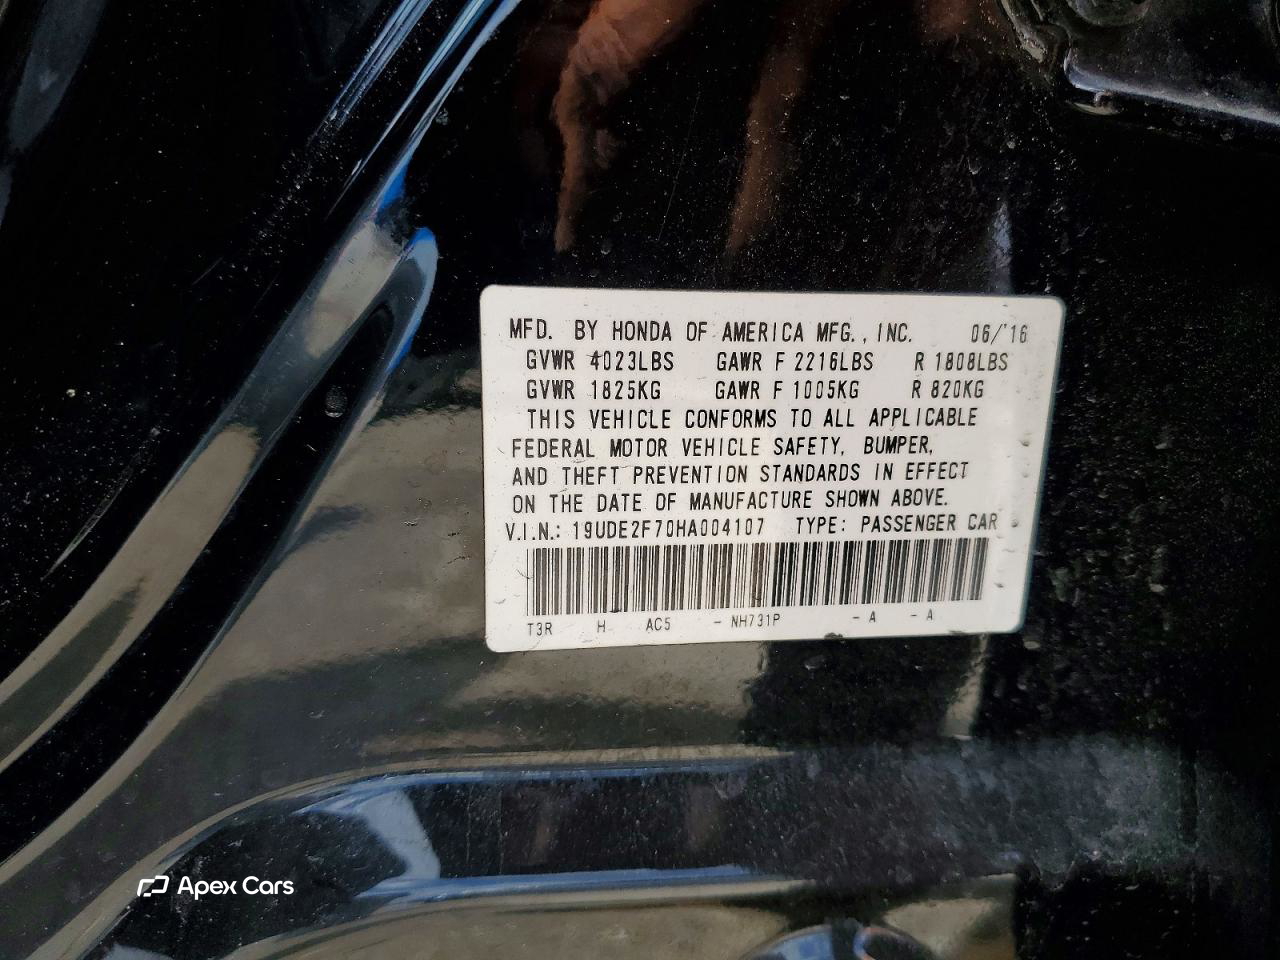 MFD. BY HONDA OF AMERICA MFG., INC. 06/'16
GVWR 4023LBS GAWR F 2216LBS R 1808LBS
GVWR 1825KG GAWR F 1005KG R 820KG
THIS VEHICLE CONFORMS TO ALL APPLICABLE
FEDERAL MOTOR VEHICLE SAFETY, BUMPER,
AND THEFT PREVENTION STANDARDS IN EFFECT
ON THE DATE OF MANUFACTURE SHOWN ABOVE.
V.I.N.: 19UDE2F70HA004107 TYPE: PASSENGER CAR
T3R H AC5 - NH731P - A - A
Apex Cars